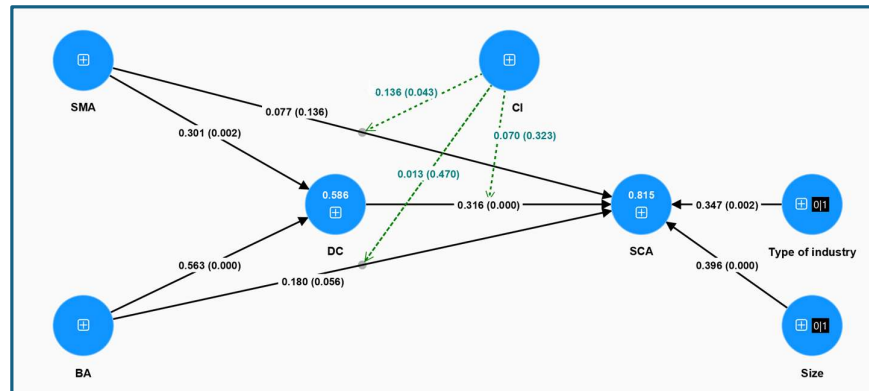 SMA
CI
0.136 (0.043)
0.077 (0.136)
0.301 (0.002)
0.070 (0.323)
0.013 (0.470)
0.586
DC
0.316 (0.000)
0.815
SCA
0.347 (0.002)
0|1
Type of industry
0.563 (0.000)
0.180 (0.056)
0.396 (0.000)
BA
0|1
Size